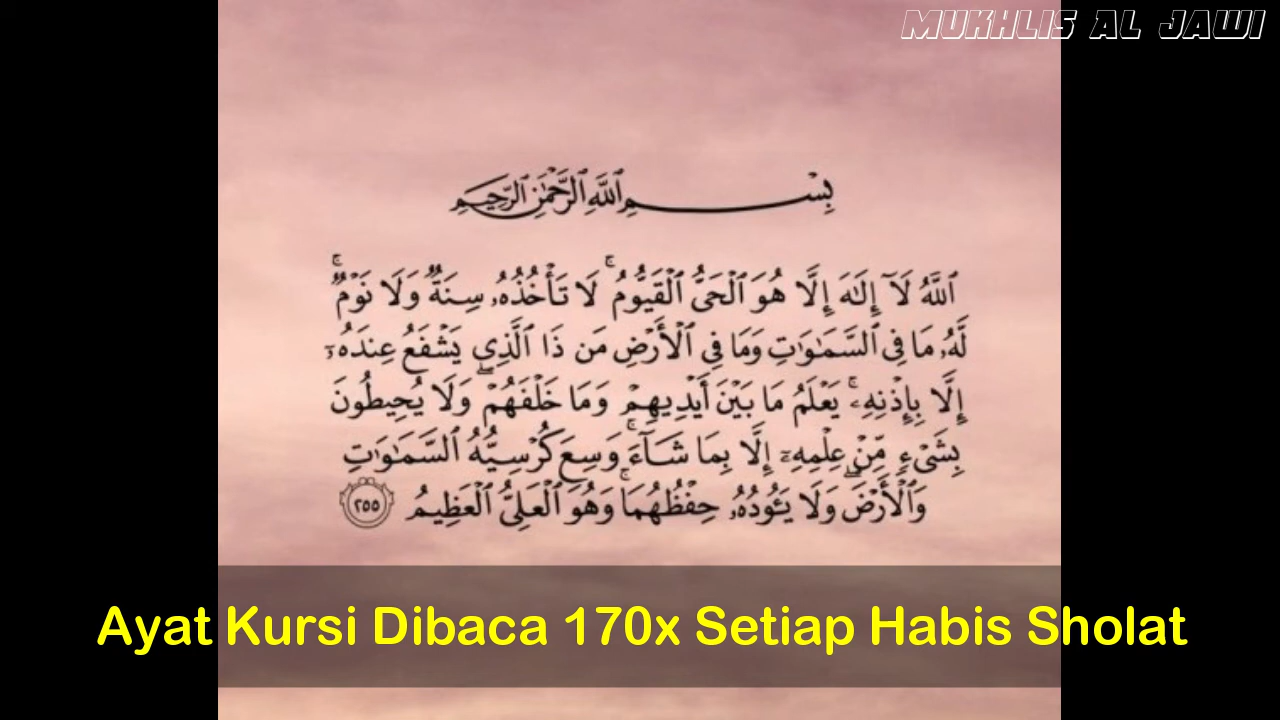 MUKHLIS AL JAWI
بِسْمِ ٱللَّهِ ٱلرَّحْمَٰنِ ٱلرَّحِيمِ
ٱللَّهُ لَآ إِلَٰهَ إِلَّا هُوَ ٱلْحَىُّ ٱلْقَيُّومُ ۚ لَا تَأْخُذُهُۥ سِنَةٌ وَلَا نَوْمٌ ۚ
لَّهُۥ مَا فِى ٱلسَّمَٰوَٰتِ وَمَا فِى ٱلْأَرْضِ مَن ذَا ٱلَّذِى يَشْفَعُ عِندَهُۥٓ
إِلَّا بِإِذْنِهِۦ ۚ يَعْلَمُ مَا بَيْنَ أَيْدِيهِمْ وَمَا خَلْفَهُمْ ۖ وَلَا يُحِيطُونَ
بِشَىْءٍ مِّنْ عِلْمِهِۦٓ إِلَّا بِمَا شَآءَ ۚ وَسِعَ كُرْسِيُّهُ ٱلسَّمَٰوَٰتِ
وَٱلْأَرْضَ ۖ وَلَا يَـُٔودُهُۥ حِفْظُهُمَا ۚ وَهُوَ ٱلْعَلِىُّ ٱلْعَظِيمُ ٢٥٥
Ayat Kursi Dibaca 170x Setiap Habis Sholat